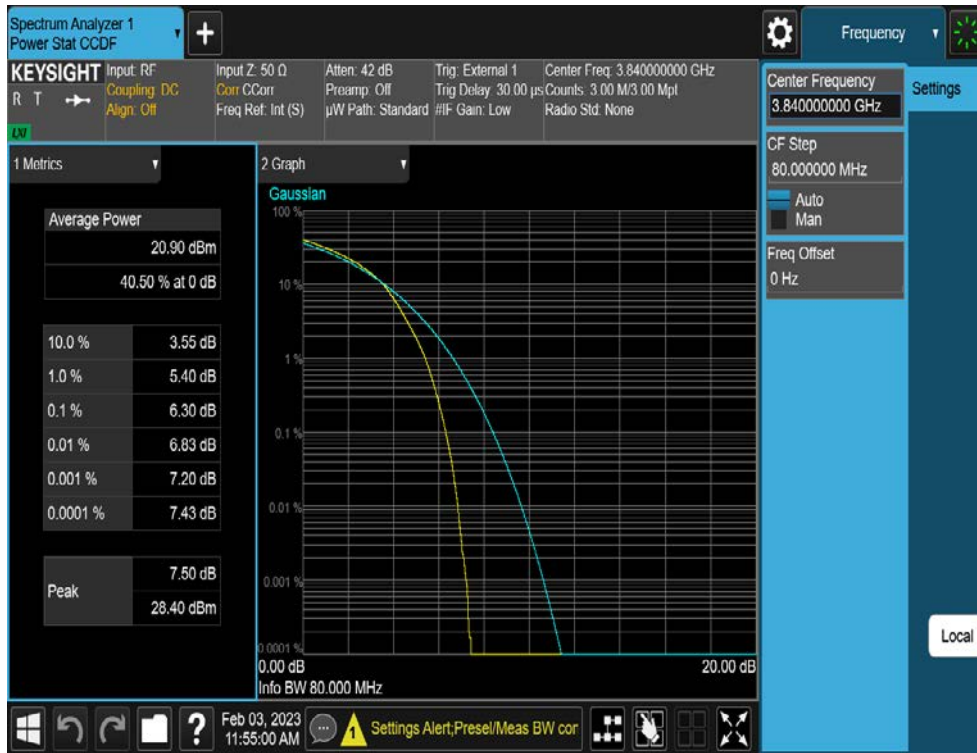 Spectrum Analyzer 1
Power Stat CCDF
+
Frequency
KEYSIGHT
R T
LXI
Input: RF
Coupling: DC
Align: Off
Input Z: 50 Ω
Corr CCorr
Freq Ref: Int (S)
Atten: 42 dB
Preamp: Off
µW Path: Standard
Trig: External 1
Trig Delay: 30.00 µs
#IF Gain: Low
Center Freq: 3.840000000 GHz
Counts: 3.00 M/3.00 Mpt
Radio Std: None
Center Frequency
3.840000000 GHz
Settings
CF Step
80.000000 MHz
Auto
Man
Freq Offset
0 Hz
Local
1 Metrics
Average Power
20.90 dBm
40.50 % at 0 dB
10.0 % 3.55 dB
1.0 % 5.40 dB
0.1 % 6.30 dB
0.01 % 6.83 dB
0.001 % 7.20 dB
0.0001 % 7.43 dB
Peak
7.50 dB
28.40 dBm
2 Graph
Gaussian
100 %
10 %
1 %
0.1 %
0.01 %
0.001 %
0.0001 %
0.00 dB 20.00 dB
Info BW 80.000 MHz
?
Feb 03, 2023
11:55:00 AM
1
Settings Alert;Presel/Meas BW cor